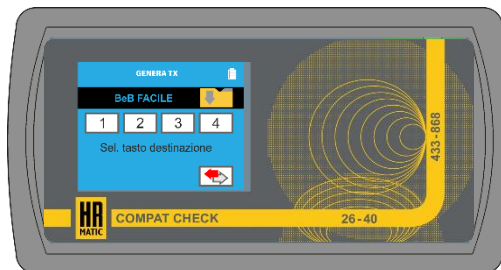 GENERA TX
BeB FACILE
1 2 3 4
Sel. tasto destinazione
433-868
HR
MATIC
COMPAT CHECK
26-40